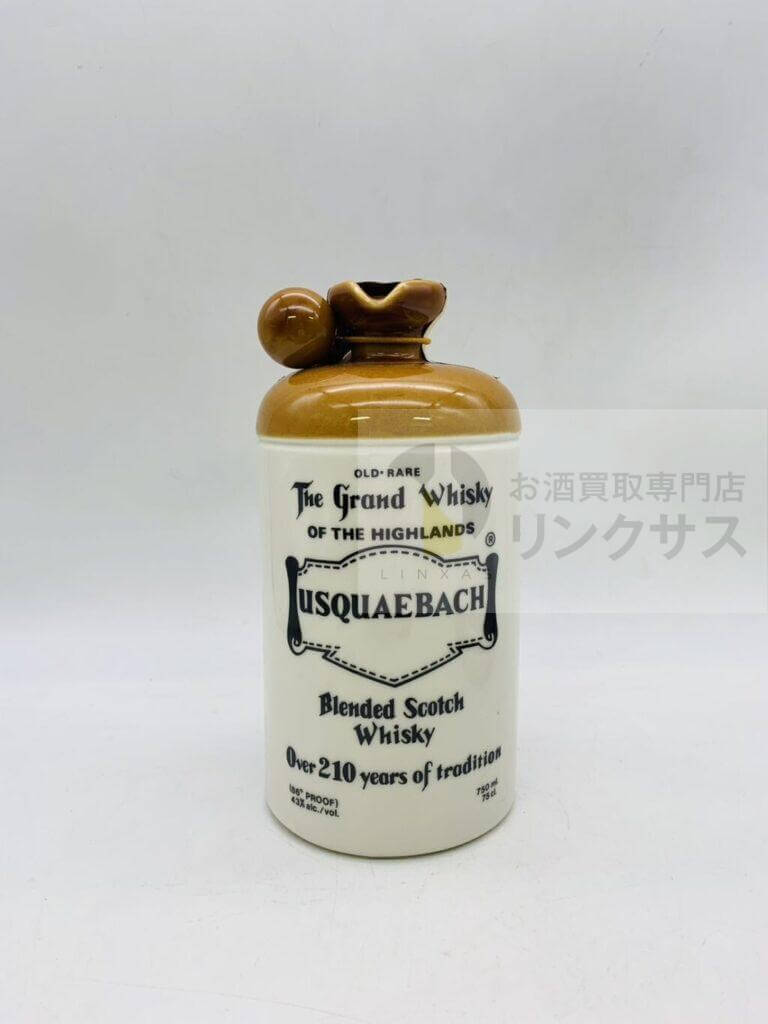 OLD•RARE
The Grand Whisky
OF THE HIGHLANDS
®
USQUAEBACH
Blended Scotch
Whisky
Over 210 years of tradition
(86° PROOF)
43% alc./vol.
750 ml.
75 cl.
お酒買取専門店
リンクサス
LINXAS